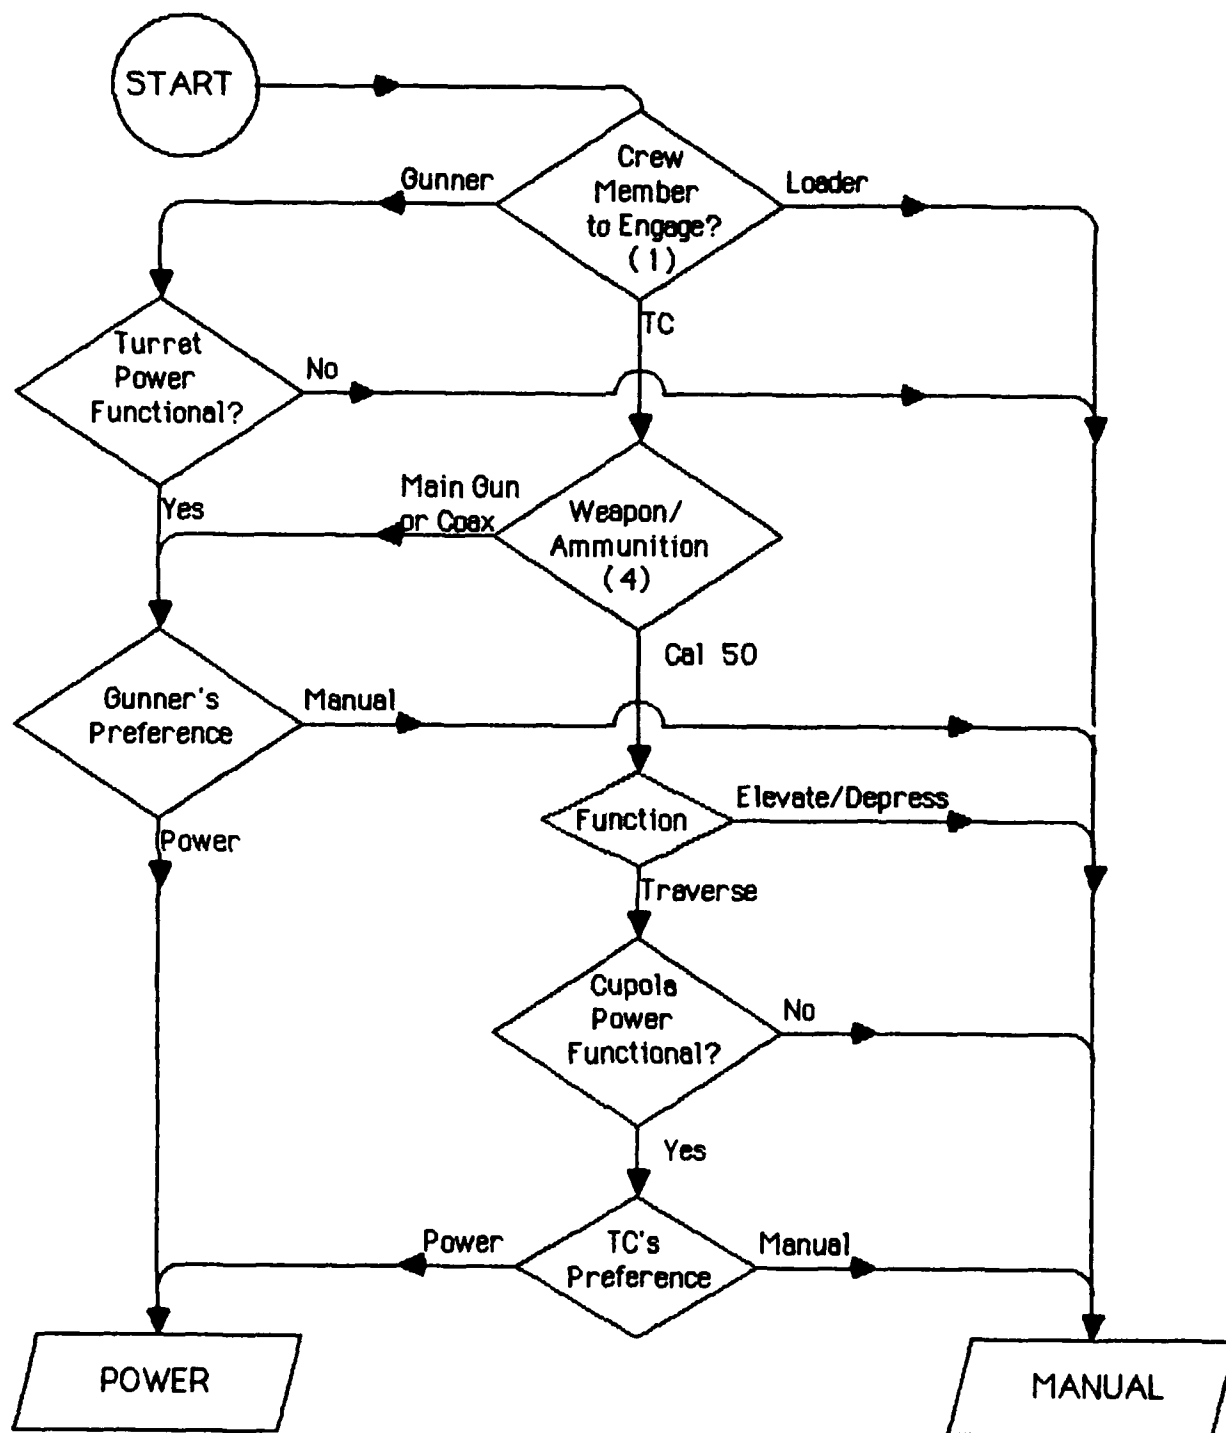 START
Crew
Member
to Engage?
(1)
Gunner
Loader
TC
Turret
Power
Functional?
No
Yes
Main Gun
or Coax
Weapon/
Ammunition
(4)
Cal 50
Gunner's
Preference
Manual
Power
Function
Elevate/Depress
Traverse
Cupola
Power
Functional?
No
Yes
TC's
Preference
Power
Manual
POWER
MANUAL